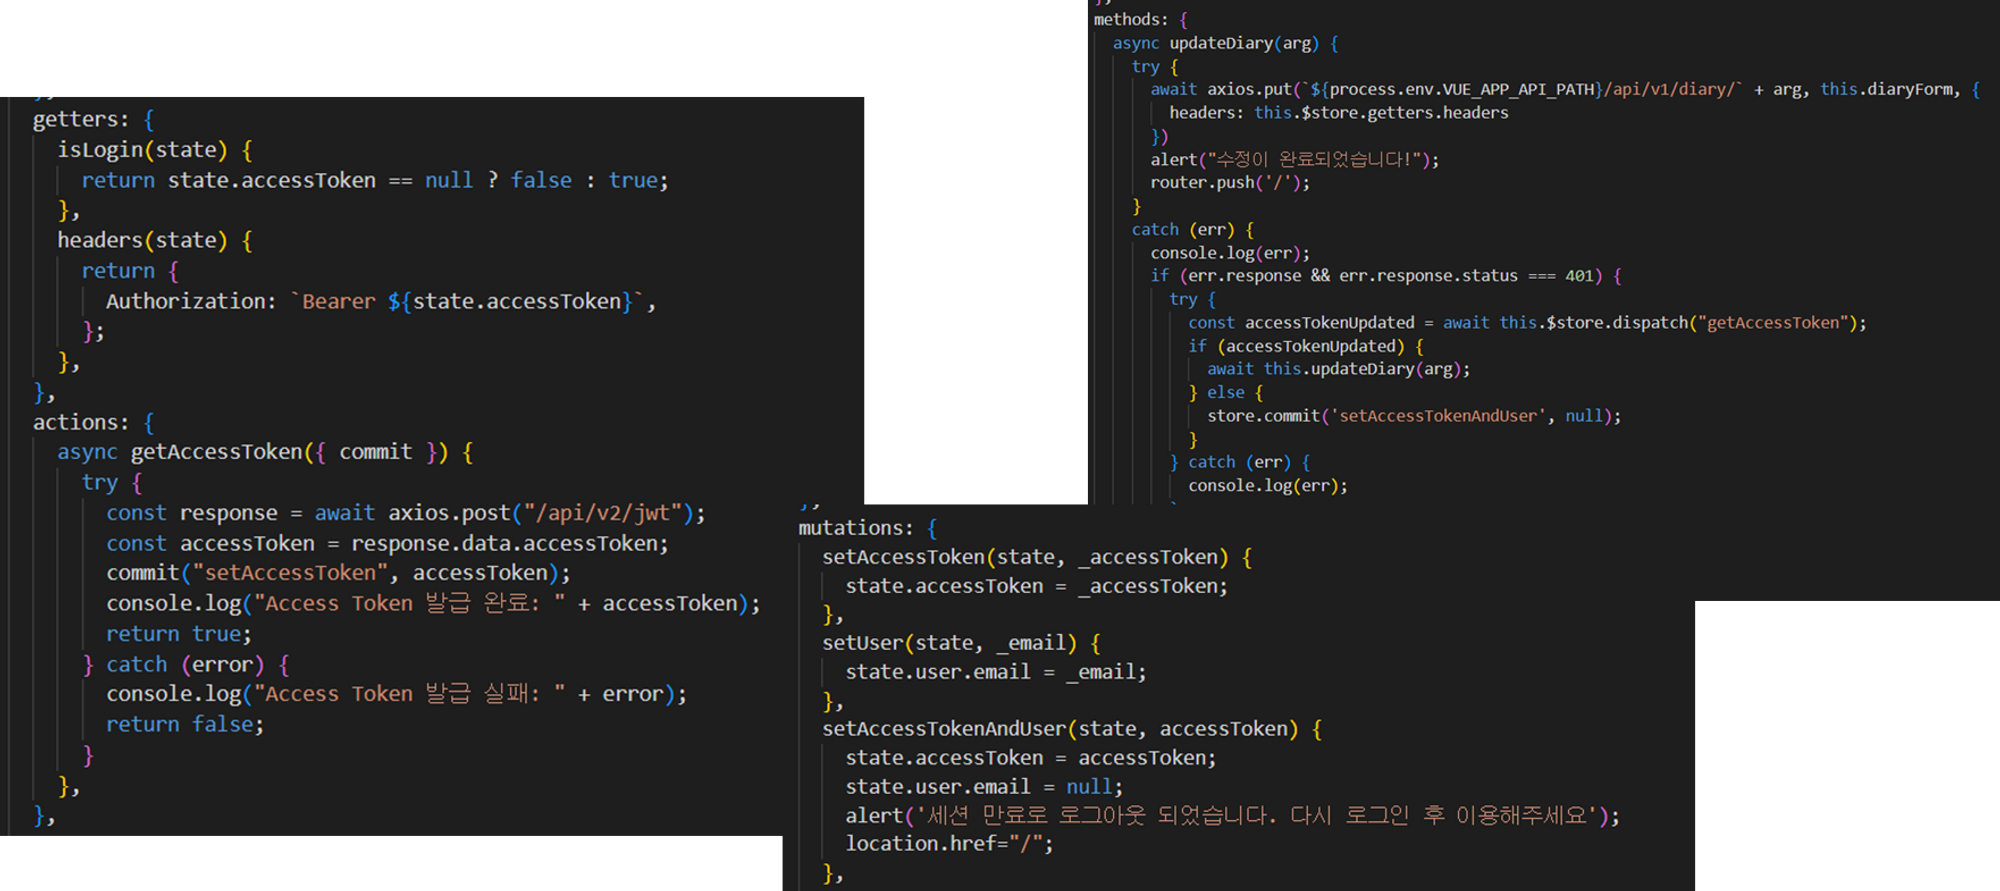 getters: {
isLogin(state) {
return state.accessToken == null ? false : true;
},
headers(state) {
return {
Authorization: `Bearer ${state.accessToken}`,
};
},
},
actions: {
async getAccessToken({ commit }) {
try {
const response = await axios.post("/api/v2/jwt");
const accessToken = response.data.accessToken;
commit("setAccessToken", accessToken);
console.log("Access Token 발급 완료: " + accessToken);
return true;
} catch (error) {
console.log("Access Token 발급 실패: " + error);
return false;
}
},
},
methods: {
async updateDiary(arg) {
try {
await axios.put(`${process.env.VUE_APP_API_PATH}/api/v1/diary/` + arg, this.diaryForm, {
headers: this.$store.getters.headers
})
alert("수정이 완료되었습니다!");
router.push('/');
}
catch (err) {
console.log(err);
if (err.response && err.response.status === 401) {
try {
const accessTokenUpdated = await this.$store.dispatch("getAccessToken");
if (accessTokenUpdated) {
await this.updateDiary(arg);
} else {
store.commit('setAccessTokenAndUser', null);
}
} catch (err) {
console.log(err);
mutations: {
setAccessToken(state, _accessToken) {
state.accessToken = _accessToken;
},
setUser(state, _email) {
state.user.email = _email;
},
setAccessTokenAndUser(state, accessToken) {
state.accessToken = accessToken;
state.user.email = null;
alert('세션 만료로 로그아웃 되었습니다. 다시 로그인 후 이용해주세요');
location.href="/";
},